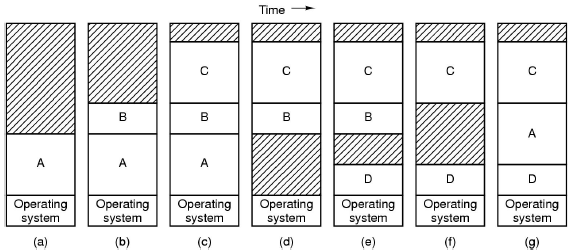 Time
A
Operating system
(a)
B
A
Operating system
(b)
C
B
A
Operating system
(c)
C
B
Operating system
(d)
C
B
D
Operating system
(e)
C
D
Operating system
(f)
C
A
D
Operating system
(g)